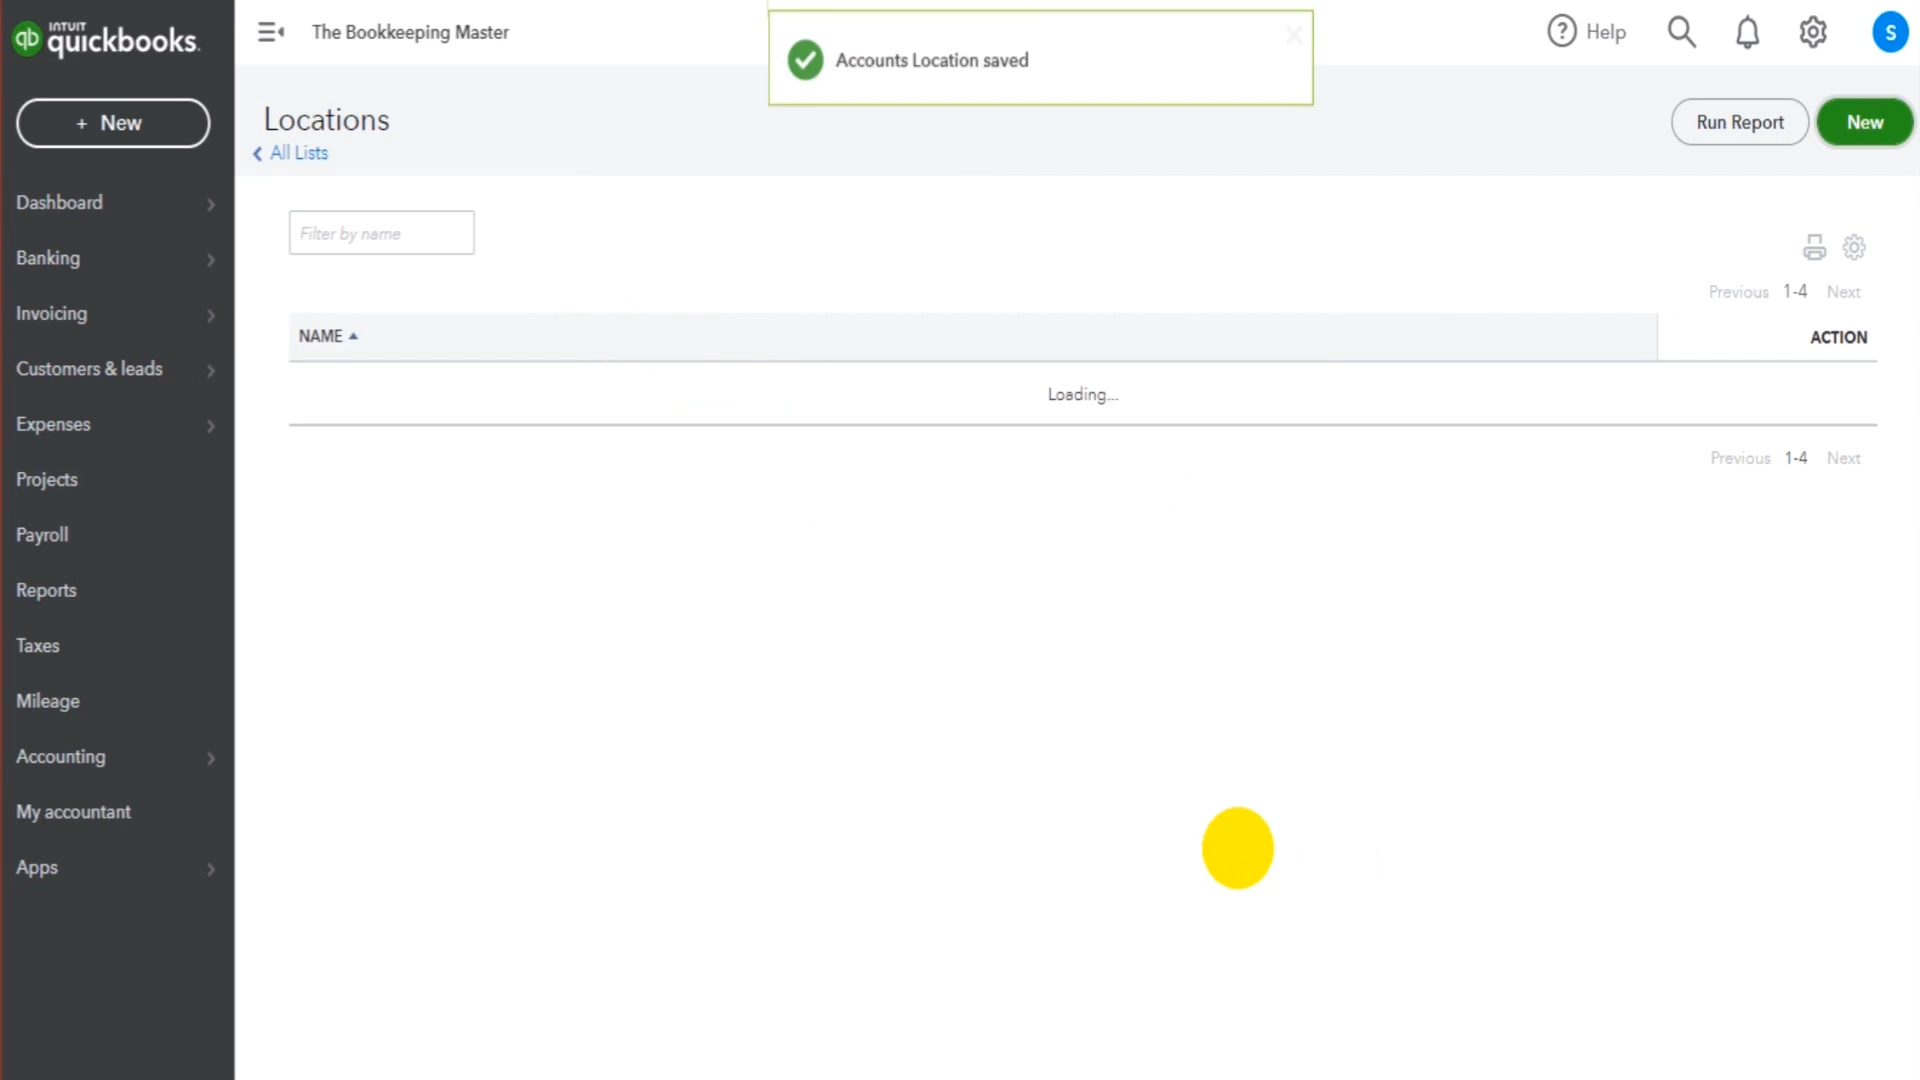 INTUIT
qb quickbooks.
+ New
Dashboard
Banking
Invoicing
Customers & leads
Expenses
Projects
Payroll
Reports
Taxes
Mileage
Accounting
My accountant
Apps
The Bookkeeping Master
Accounts Location saved
? Help
S
Locations
All Lists
Run Report
New
Filter by name
Previous 1-4 Next
NAME
ACTION
Loading...
Previous 1-4 Next